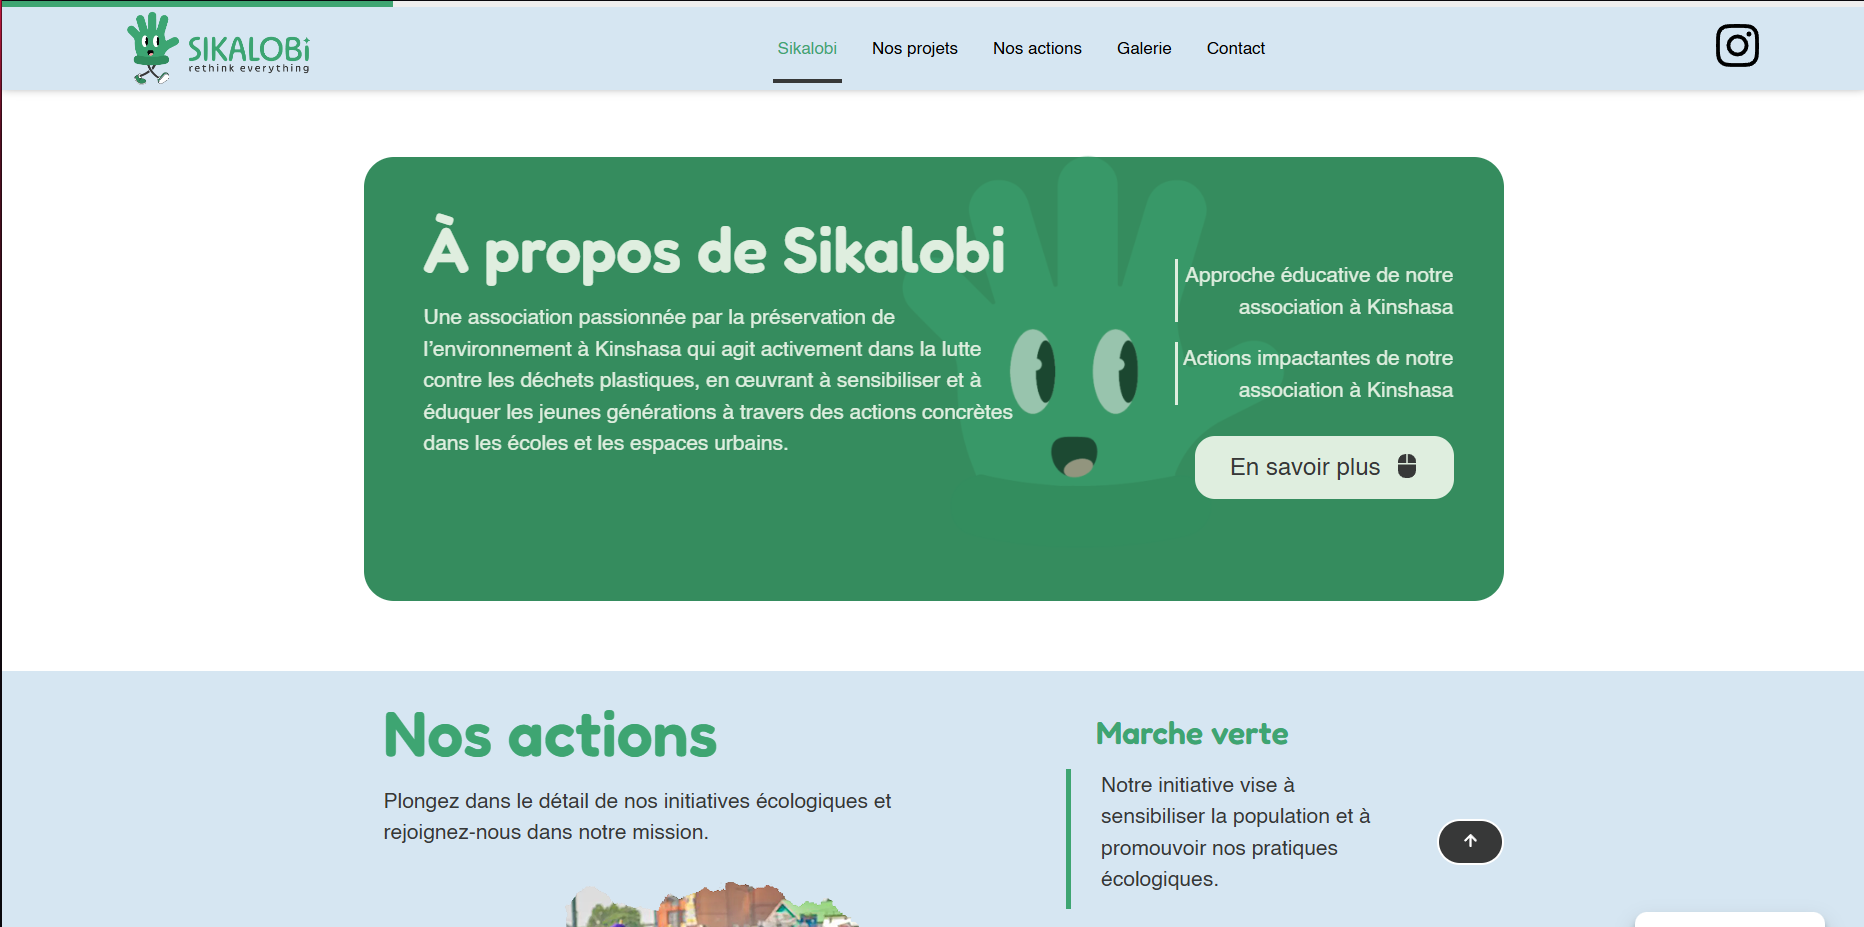 SIKALOBi
rethink everything
Sikalobi
Nos projets
Nos actions
Galerie
Contact
À propos de Sikalobi
Une association passionnée par la préservation de
l’environnement à Kinshasa qui agit activement dans la lutte
contre les déchets plastiques, en œuvrant à sensibiliser et à
éduquer les jeunes générations à travers des actions concrètes
dans les écoles et les espaces urbains.
Approche éducative de notre
association à Kinshasa
Actions impactantes de notre
association à Kinshasa
En savoir plus
Nos actions
Plongez dans le détail de nos initiatives écologiques et
rejoignez-nous dans notre mission.
Marche verte
Notre initiative vise à
sensibiliser la population et à
promouvoir nos pratiques
écologiques.